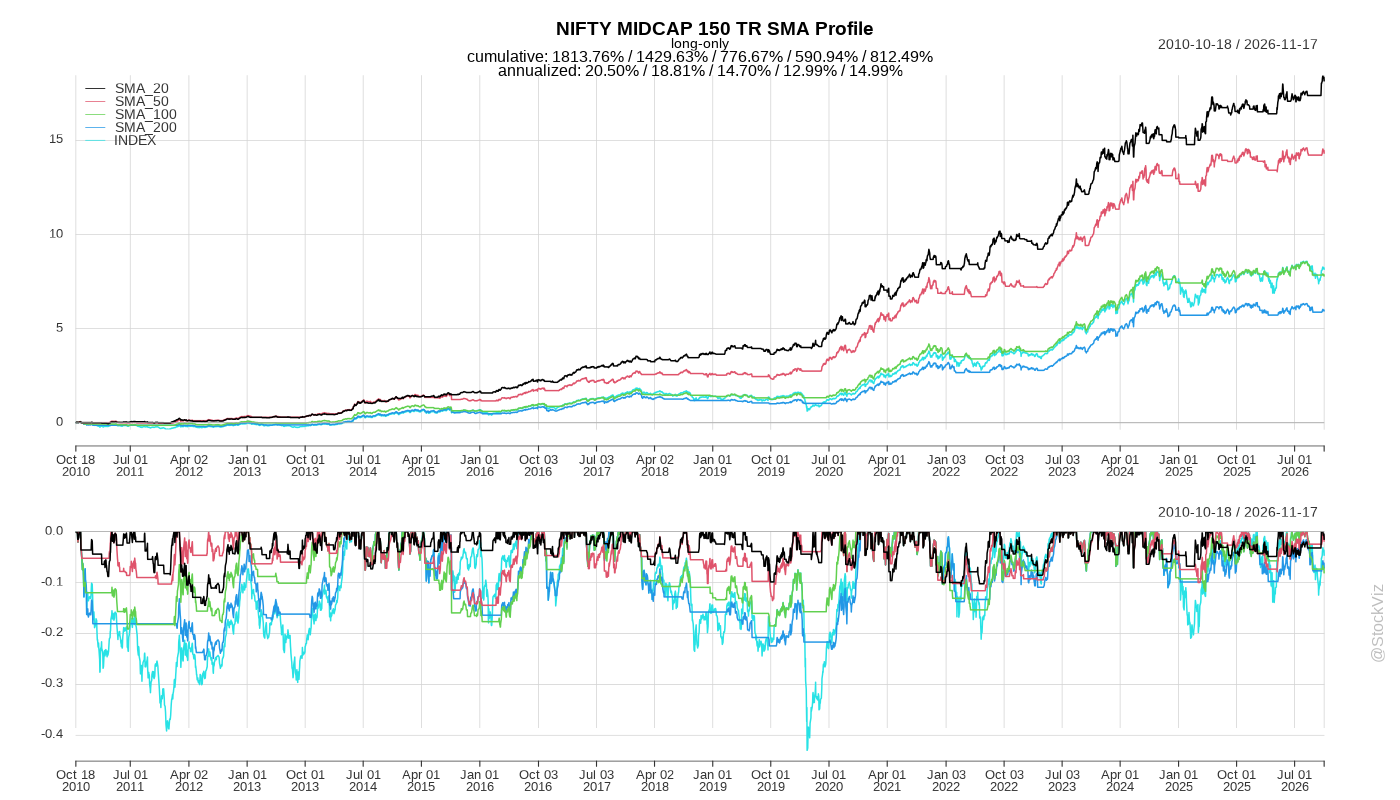 NIFTY MIDCAP 150 TR SMA Profile
long-only
cumulative: 1813.76% / 1429.63% / 776.67% / 590.94% / 812.49%
annualized: 20.50% / 18.81% / 14.70% / 12.99% / 14.99%
2010-10-18 / 2026-11-17
SMA_20
SMA_50
SMA_100
SMA_200
INDEX
15
10
5
0
Oct 18 Jul 01 Apr 02 Jan 01 Oct 01 Jul 01 Apr 01 Jan 01 Oct 03 Jul 03 Apr 02 Jan 01 Oct 01 Jul 01 Apr 01 Jan 03 Oct 03 Jul 03 Apr 01 Jan 01 Oct 01 Jul 01
2010 2011 2012 2013 2013 2014 2015 2016 2016 2017 2018 2019 2019 2020 2021 2022 2022 2023 2024 2025 2025 2026
2010-10-18 / 2026-11-17
0.0
-0.1
-0.2
-0.3
-0.4
Oct 18 Jul 01 Apr 02 Jan 01 Oct 01 Jul 01 Apr 01 Jan 01 Oct 03 Jul 03 Apr 02 Jan 01 Oct 01 Jul 01 Apr 01 Jan 03 Oct 03 Jul 03 Apr 01 Jan 01 Oct 01 Jul 01
2010 2011 2012 2013 2013 2014 2015 2016 2016 2017 2018 2019 2019 2020 2021 2022 2022 2023 2024 2025 2025 2026
@StockViz